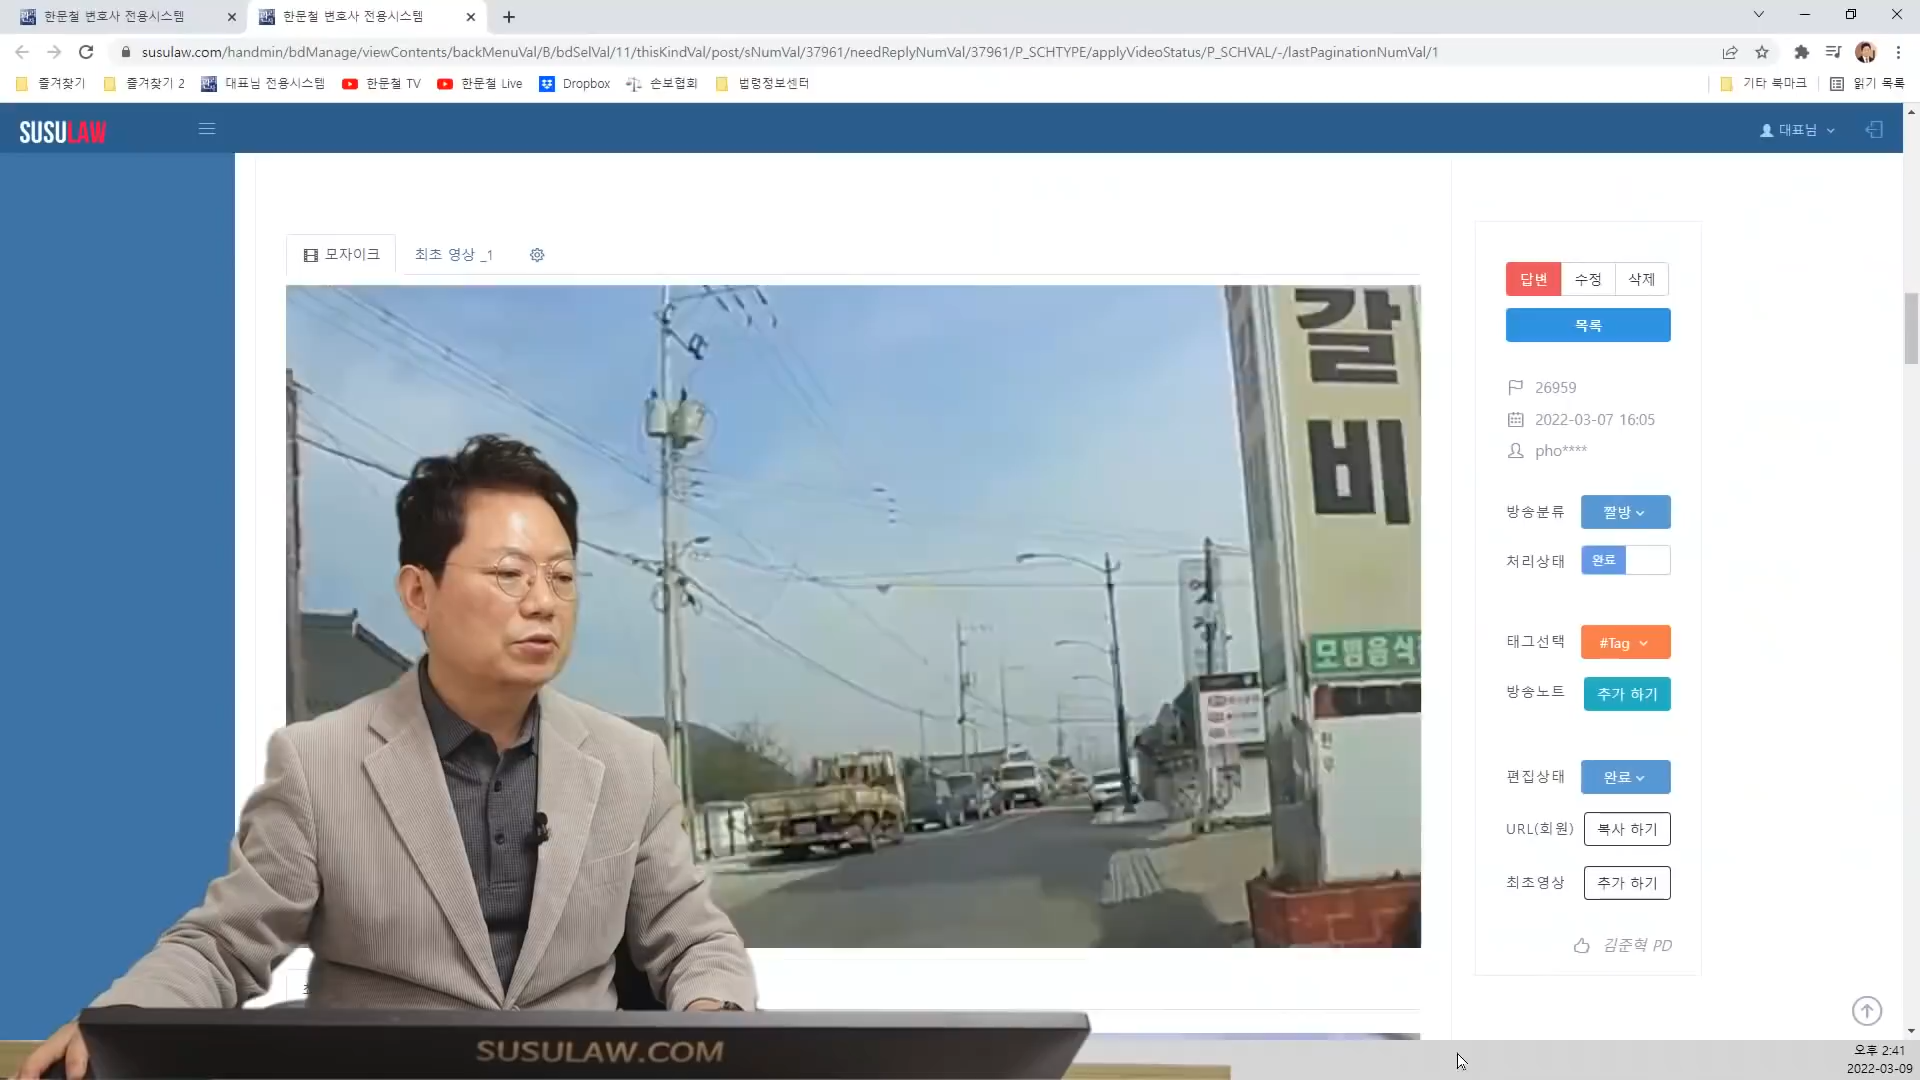 한문철 변호사 전용시스템
한문철 변호사 전용시스템
susulaw.com/handmin/bdManage/viewContents/backMenuVal/B/bdSelVal/11/thisKindVal/post/sNumVal/37961/needReplyNumVal/37961/P_SCHTYPE/applyVideoStatus/P_SCHVAL/-/lastPaginationNumVal/1
즐겨찾기 즐겨찾기 2 대표님 전용시스템 한문철 TV 한문철 Live Dropbox 손보협회 법령정보센터 기타 북마크 읽기 목록
SUSULAW 대표님
모자이크 최초 영상 _1
갈비
모범음식
답변 수정 삭제
목록
26959
2022-03-07 16:05
pho****
방송분류 짤방
처리상태 완료
태그선택 #Tag
방송노트 추가 하기
편집상태 완료
URL(회원) 복사 하기
최초영상 추가 하기
김준혁 PD
SUSULAW.COM
오후 2:41
2022-03-09